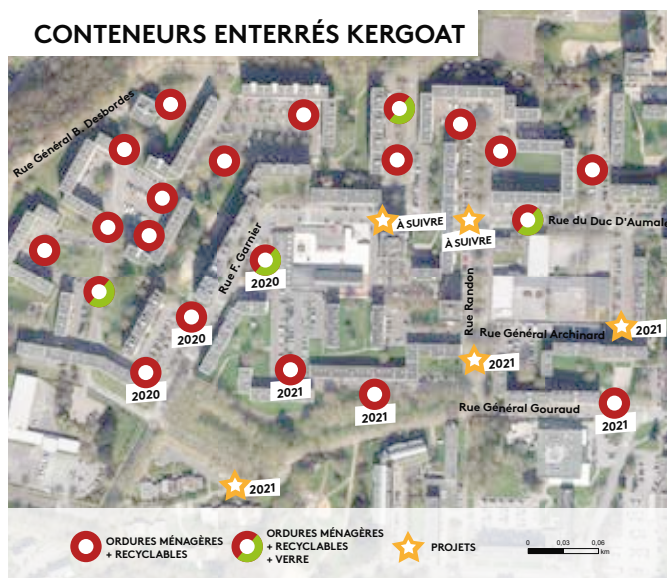 CONTENEURS ENTERRÉS KERGOAT
Rue Général B. Desbordes
À SUIVRE
À SUIVRE
Rue du Duc D'Aumale
Rue F. Garnier
2020
Rue Randon
2020
Rue Général Archinard
2021
2021
2020
2021
2021
Rue Général Gouraud
2021
2021
ORDURES MÉNAGÈRES
+ RECYCLABLES
ORDURES MÉNAGÈRES
+ RECYCLABLES
+ VERRE
PROJETS
0 0,03 0,06
km